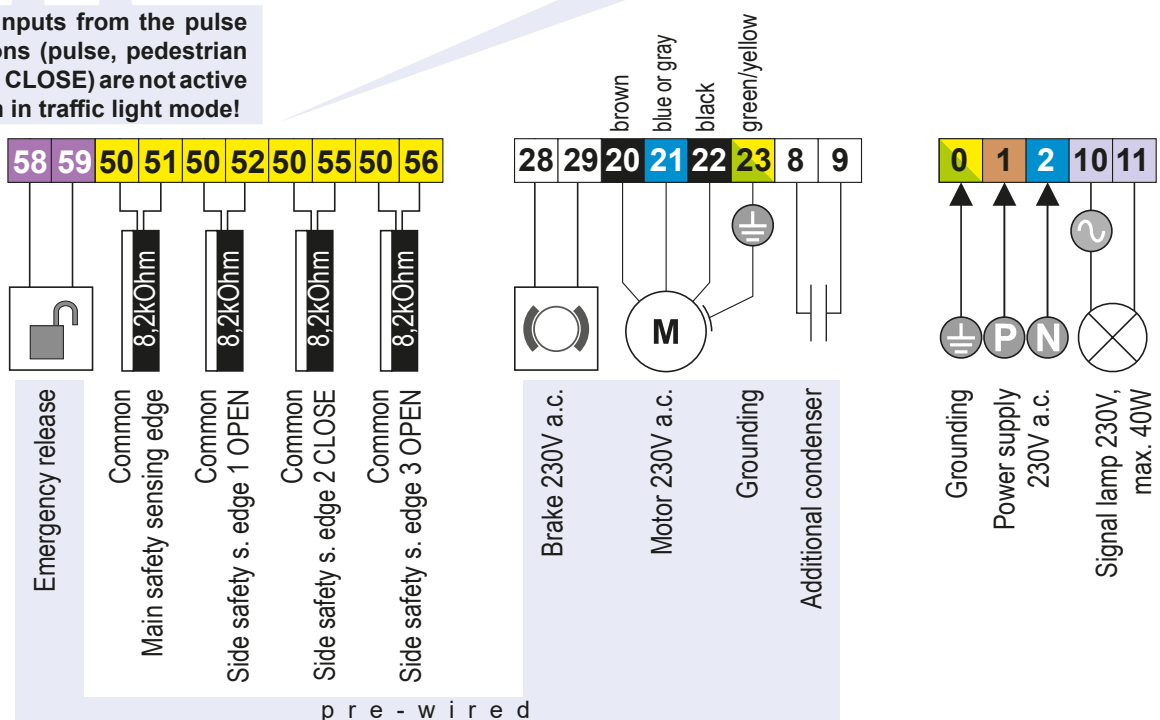 nputs from the pulse
ons (pulse, pedestrian
CLOSE) are not active
in traffic light mode!
brown
blue or gray
black
green/yellow
58 59 50 51 50 52 50 55 50 56
28 29 20 21 22 23 8 9
0 1 2 10 11
8,2kOhm
8,2kOhm
8,2kOhm
8,2kOhm
M
P
N
Emergency release
Common
Main safety sensing edge
Common
Side safety s. edge 1 OPEN
Common
Side safety s. edge 2 CLOSE
Common
Side safety s. edge 3 OPEN
Brake 230V a.c.
Motor 230V a.c.
Grounding
Additional condenser
Grounding
Power supply
230V a.c.
Signal lamp 230V,
max. 40W
pre-wired